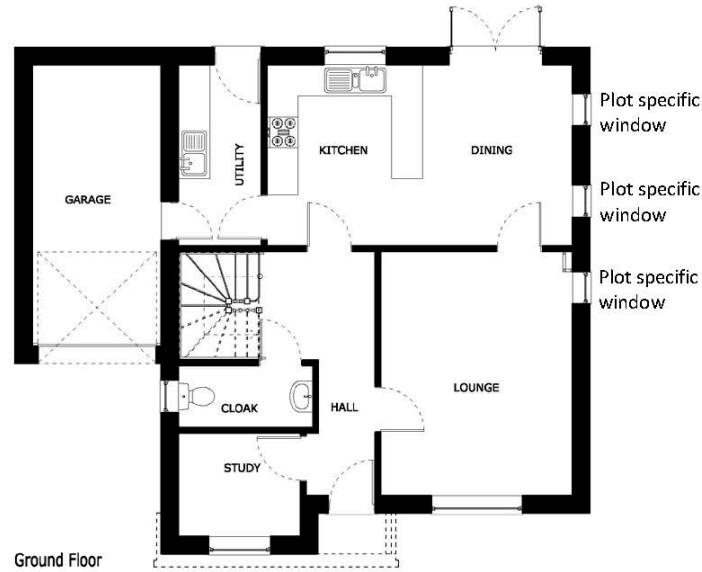 Plot specific
window
KITCHEN
DINING
UTILITY
GARAGE
Plot specific
window
Plot specific
window
LOUNGE
CLOAK
HALL
STUDY
Ground Floor